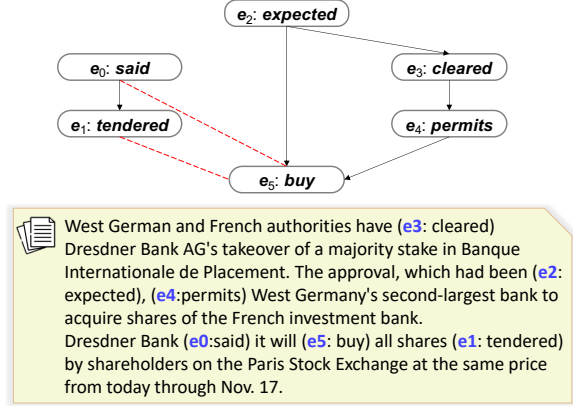 e2: expected
e0: said
e3: cleared
e1: tendered
e4: permits
e5: buy
West German and French authorities have (e3: cleared)
Dresdner Bank AG's takeover of a majority stake in Banque
Internationale de Placement. The approval, which had been (e2:
expected), (e4:permits) West Germany's second-largest bank to
acquire shares of the French investment bank.
Dresdner Bank (e0:said) it will (e5: buy) all shares (e1: tendered)
by shareholders on the Paris Stock Exchange at the same price
from today through Nov. 17.